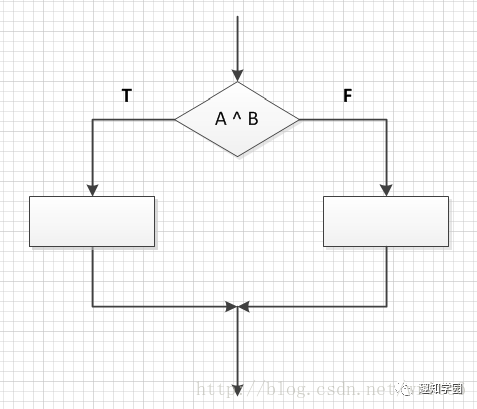 T
F
A ^ B
http://blog.csdn.net/w
趣知学园